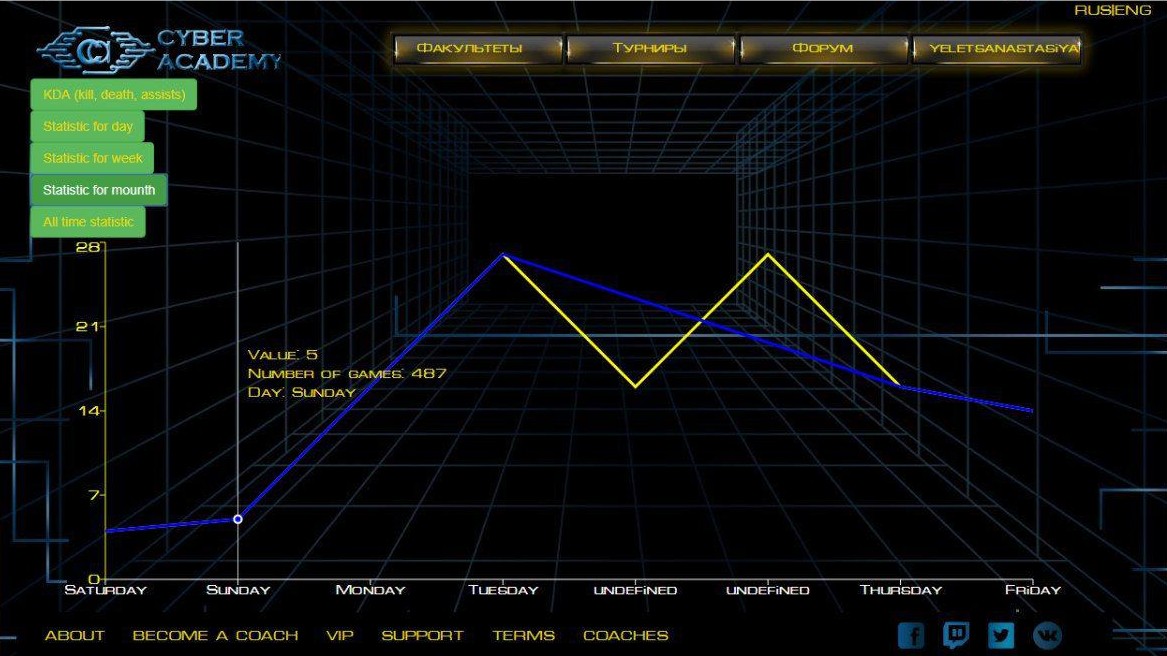 RUS|ENG
CYBER
ACADEMY
Факультеты
Турниры
Форум
YELETSANASTASIYA
KDA (kill, death, assists)
Statistic for day
Statistic for week
Statistic for mounth
All time statistic
28
21
Value: 5
Number of games: 487
Day: Sunday
14
7
0
Saturday
Sunday
Monday
Tuesday
undefined
undefined
Thursday
Friday
ABOUT
BECOME A COACH
VIP
SUPPORT
TERMS
COACHES